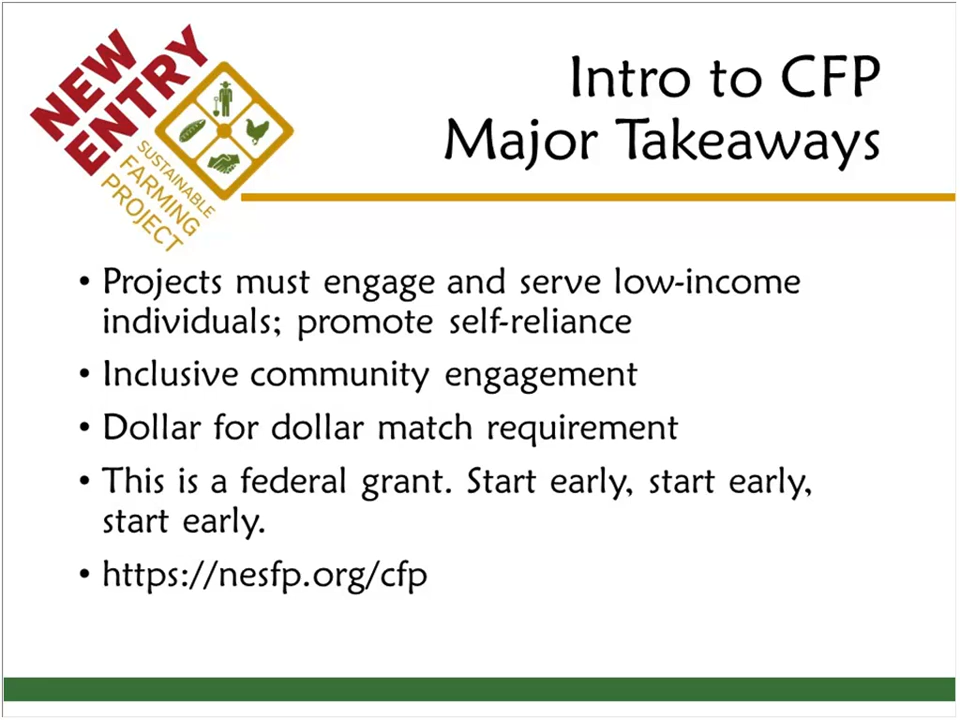 NEW
ENTRY
SUSTAINABLE
FARMING
PROJECT
Intro to CFP
Major Takeaways
• Projects must engage and serve low-income
individuals; promote self-reliance
• Inclusive community engagement
• Dollar for dollar match requirement
• This is a federal grant. Start early, start early,
start early.
• https://nesfp.org/cfp